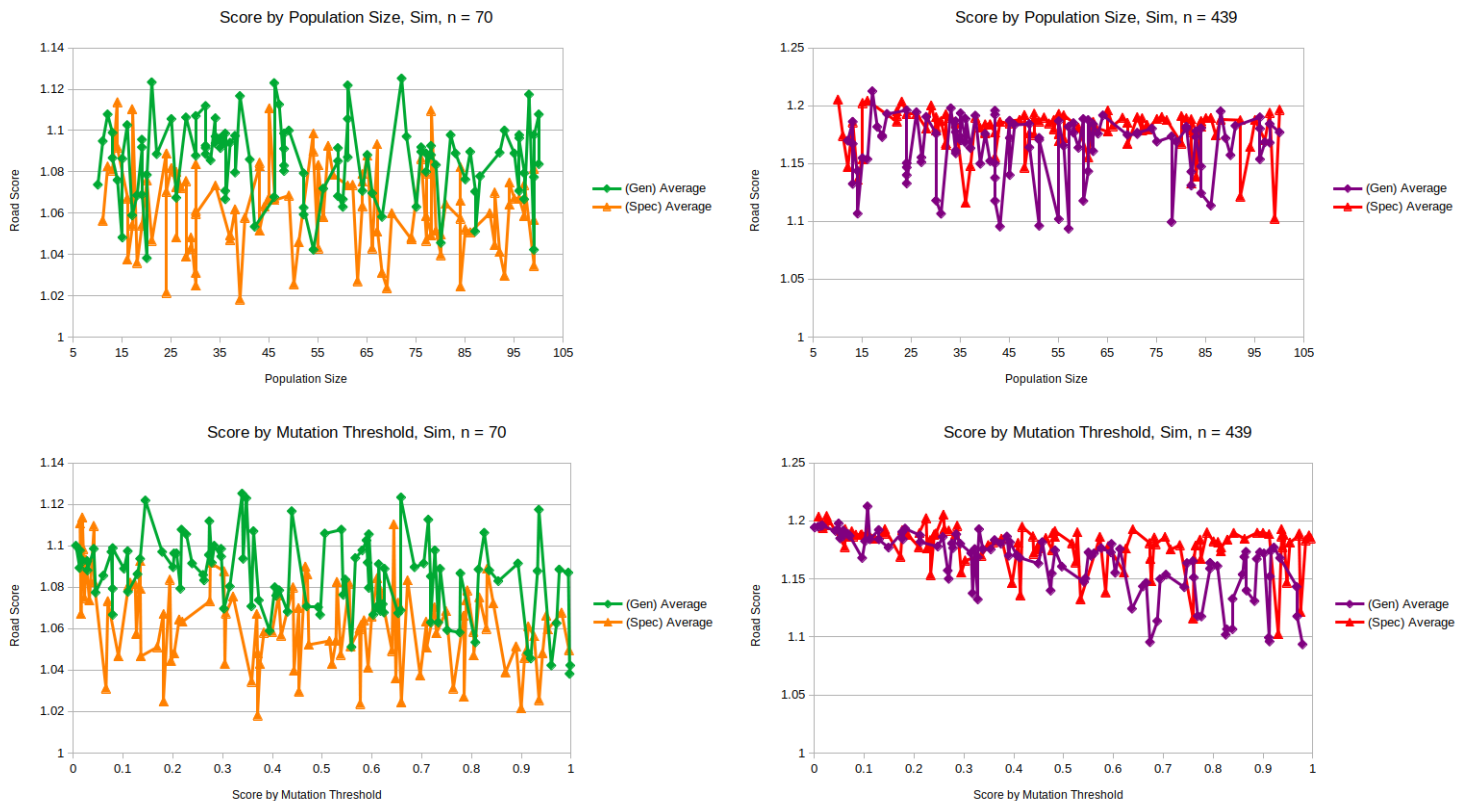 Score by Population Size, Sim, n = 70
1.14
1.12
1.1
1.08
1.06
1.04
1.02
1
Road Score
5 15 25 35 45 55 65 75 85 95 105
Population Size
(Gen) Average
(Spec) Average
Score by Population Size, Sim, n = 439
1.25
1.2
1.15
1.1
1.05
1
Road Score
5 15 25 35 45 55 65 75 85 95 105
Population Size
(Gen) Average
(Spec) Average
Score by Mutation Threshold, Sim, n = 70
1.14
1.12
1.1
1.08
1.06
1.04
1.02
1
Road Score
0 0.1 0.2 0.3 0.4 0.5 0.6 0.7 0.8 0.9 1
Score by Mutation Threshold
(Gen) Average
(Spec) Average
Score by Mutation Threshold, Sim, n = 439
1.25
1.2
1.15
1.1
1.05
1
Road Score
0 0.1 0.2 0.3 0.4 0.5 0.6 0.7 0.8 0.9 1
Score by Mutation Threshold
(Gen) Average
(Spec) Average